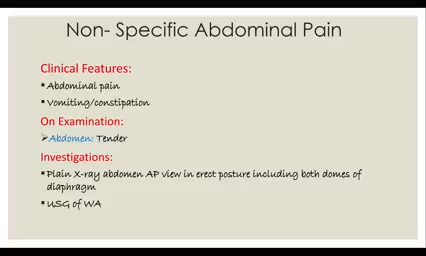 Non- Specific Abdominal Pain
Clinical Features:
▪ Abdominal pain
▪ Vomiting/constipation
On Examination:
➢Abdomen: Tender
Investigations:
▪ Plain X-ray abdomen AP view in erect posture including both domes of
diaphragm
▪ USG of WA